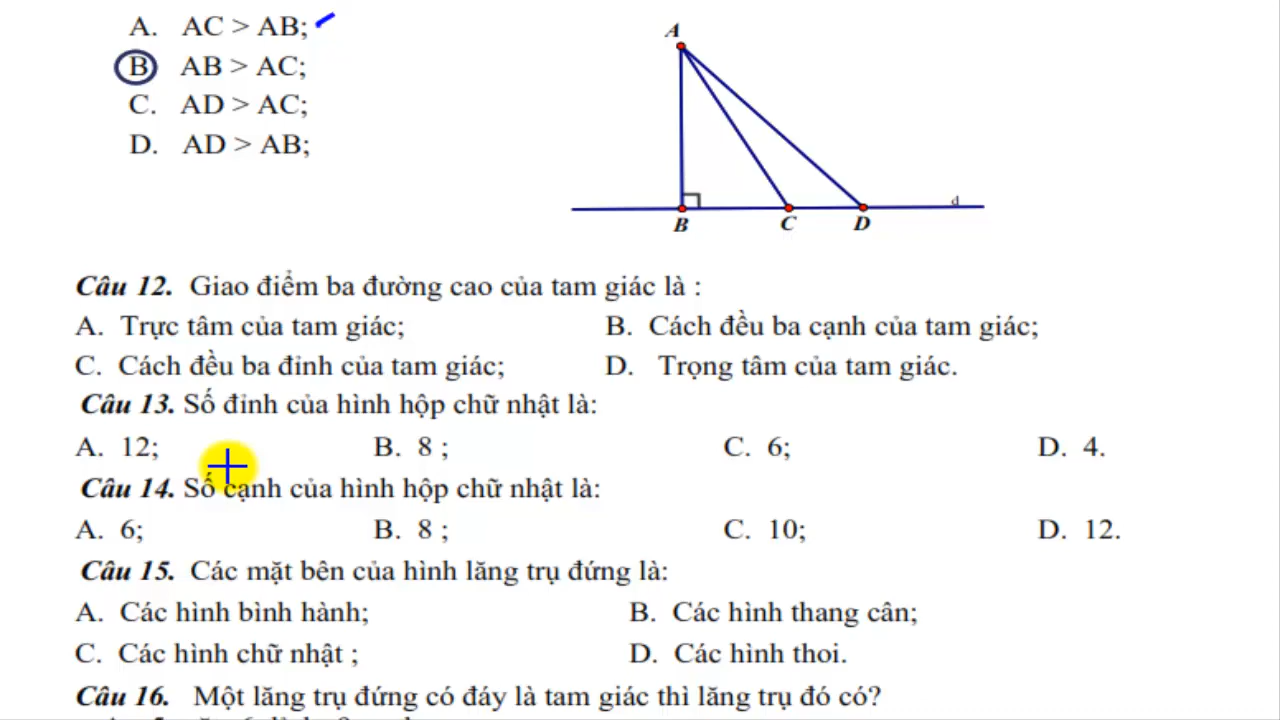 A. AC > AB;
B AB > AC;
C. AD > AC;
D. AD > AB;
A
B C D d
Câu 12. Giao điểm ba đường cao của tam giác là :
A. Trực tâm của tam giác; B. Cách đều ba cạnh của tam giác;
C. Cách đều ba đỉnh của tam giác; D. Trọng tâm của tam giác.
Câu 13. Số đỉnh của hình hộp chữ nhật là:
A. 12; B. 8 ; C. 6; D. 4.
Câu 14. Số cạnh của hình hộp chữ nhật là:
A. 6; B. 8 ; C. 10; D. 12.
Câu 15. Các mặt bên của hình lăng trụ đứng là:
A. Các hình bình hành; B. Các hình thang cân;
C. Các hình chữ nhật ; D. Các hình thoi.
Câu 16. Một lăng trụ đứng có đáy là tam giác thì lăng trụ đó có?